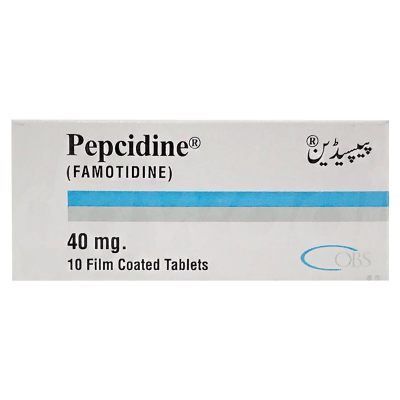 Pepcidine®
پیپسیڈین®
(FAMOTIDINE)
40 mg.
10 Film Coated Tablets
OBS